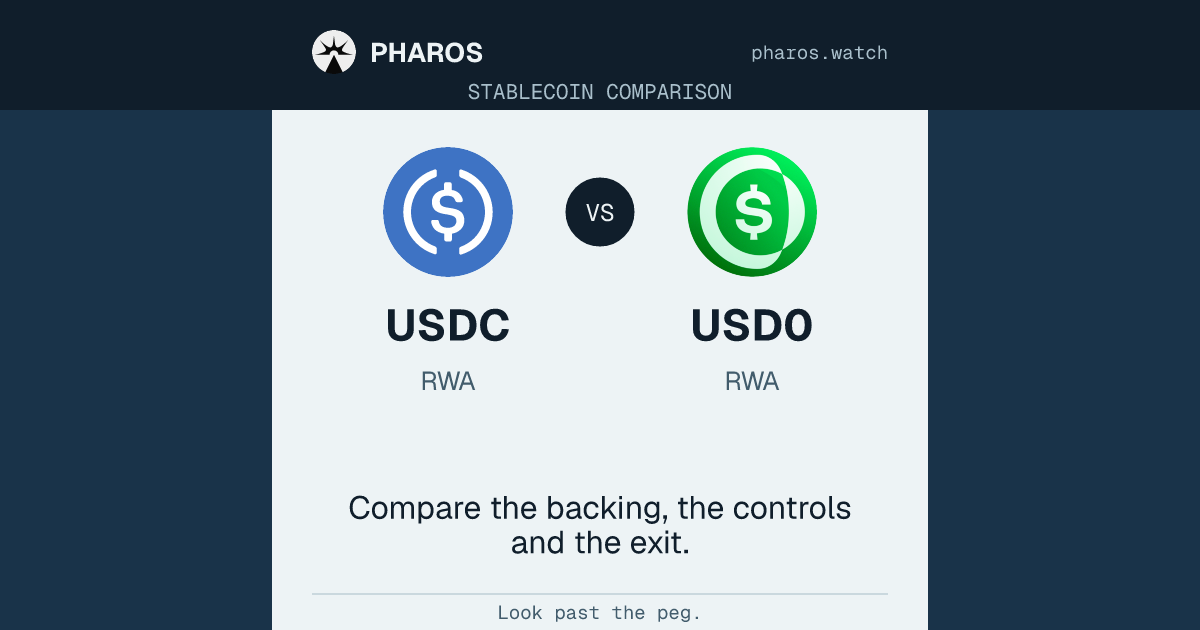 PHAROS
pharos.watch
STABLECOIN COMPARISON
$
VS
$
USDC
USD0
RWA
RWA
Compare the backing, the controls
and the exit.
Look past the peg.